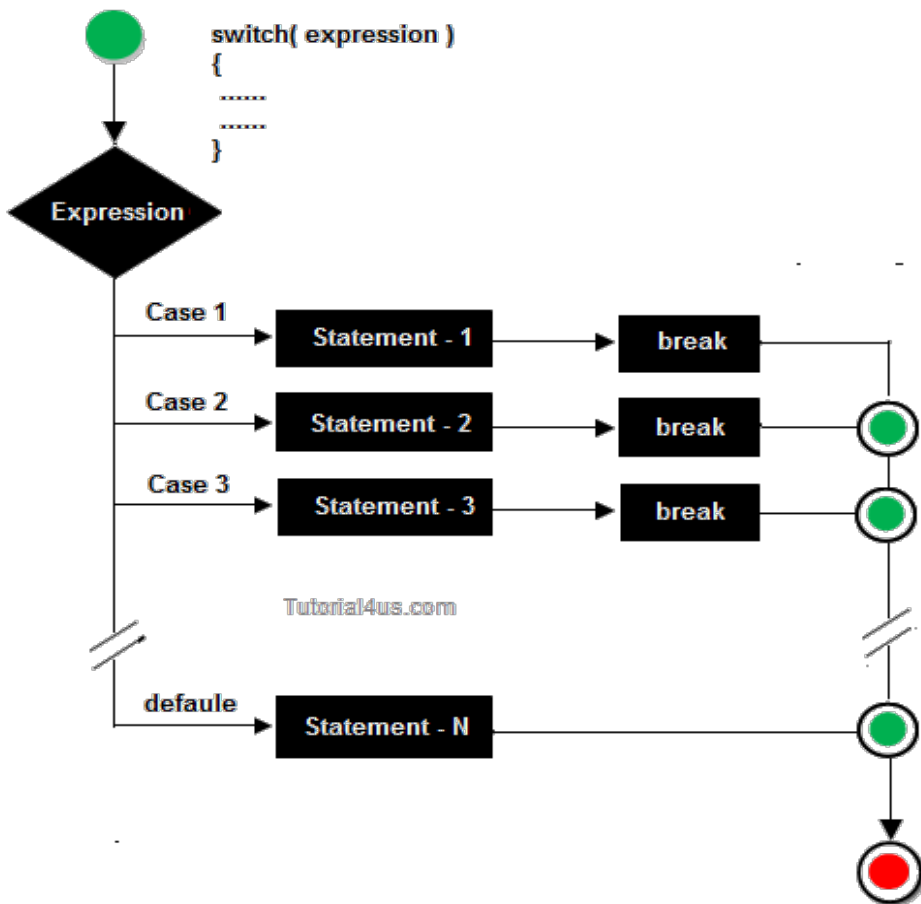 switch( expression )
{
......
......
}
Expression
Case 1
Statement - 1
break
Case 2
Statement - 2
break
Case 3
Statement - 3
break
Tutorial4us.com
defaule
Statement - N